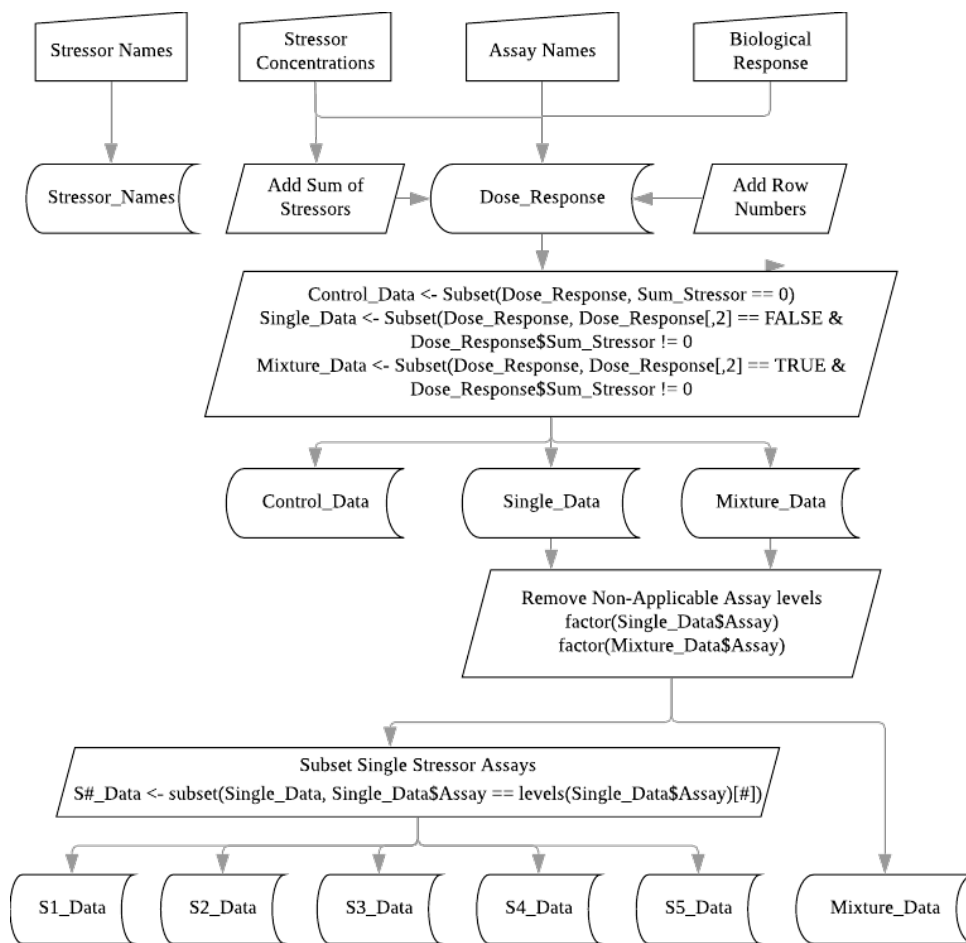 Stressor Names
Stressor
Concentrations
Assay Names
Biological
Response
Stressor_Names
Add Sum of
Stressors
Dose_Response
Add Row
Numbers
Control_Data <- Subset(Dose_Response, Sum_Stressor == 0)
Single_Data <- Subset(Dose_Response, Dose_Response[,2] == FALSE &
Dose_Response$Sum_Stressor != 0
Mixture_Data <- Subset(Dose_Response, Dose_Response[,2] == TRUE &
Dose_Response$Sum_Stressor != 0
Control_Data
Single_Data
Mixture_Data
Remove Non-Applicable Assay levels
factor(Single_Data$Assay)
factor(Mixture_Data$Assay)
Subset Single Stressor Assays
S#_Data <- subset(Single_Data, Single_Data$Assay == levels(Single_Data$Assay)[#])
S1_Data
S2_Data
S3_Data
S4_Data
S5_Data
Mixture_Data